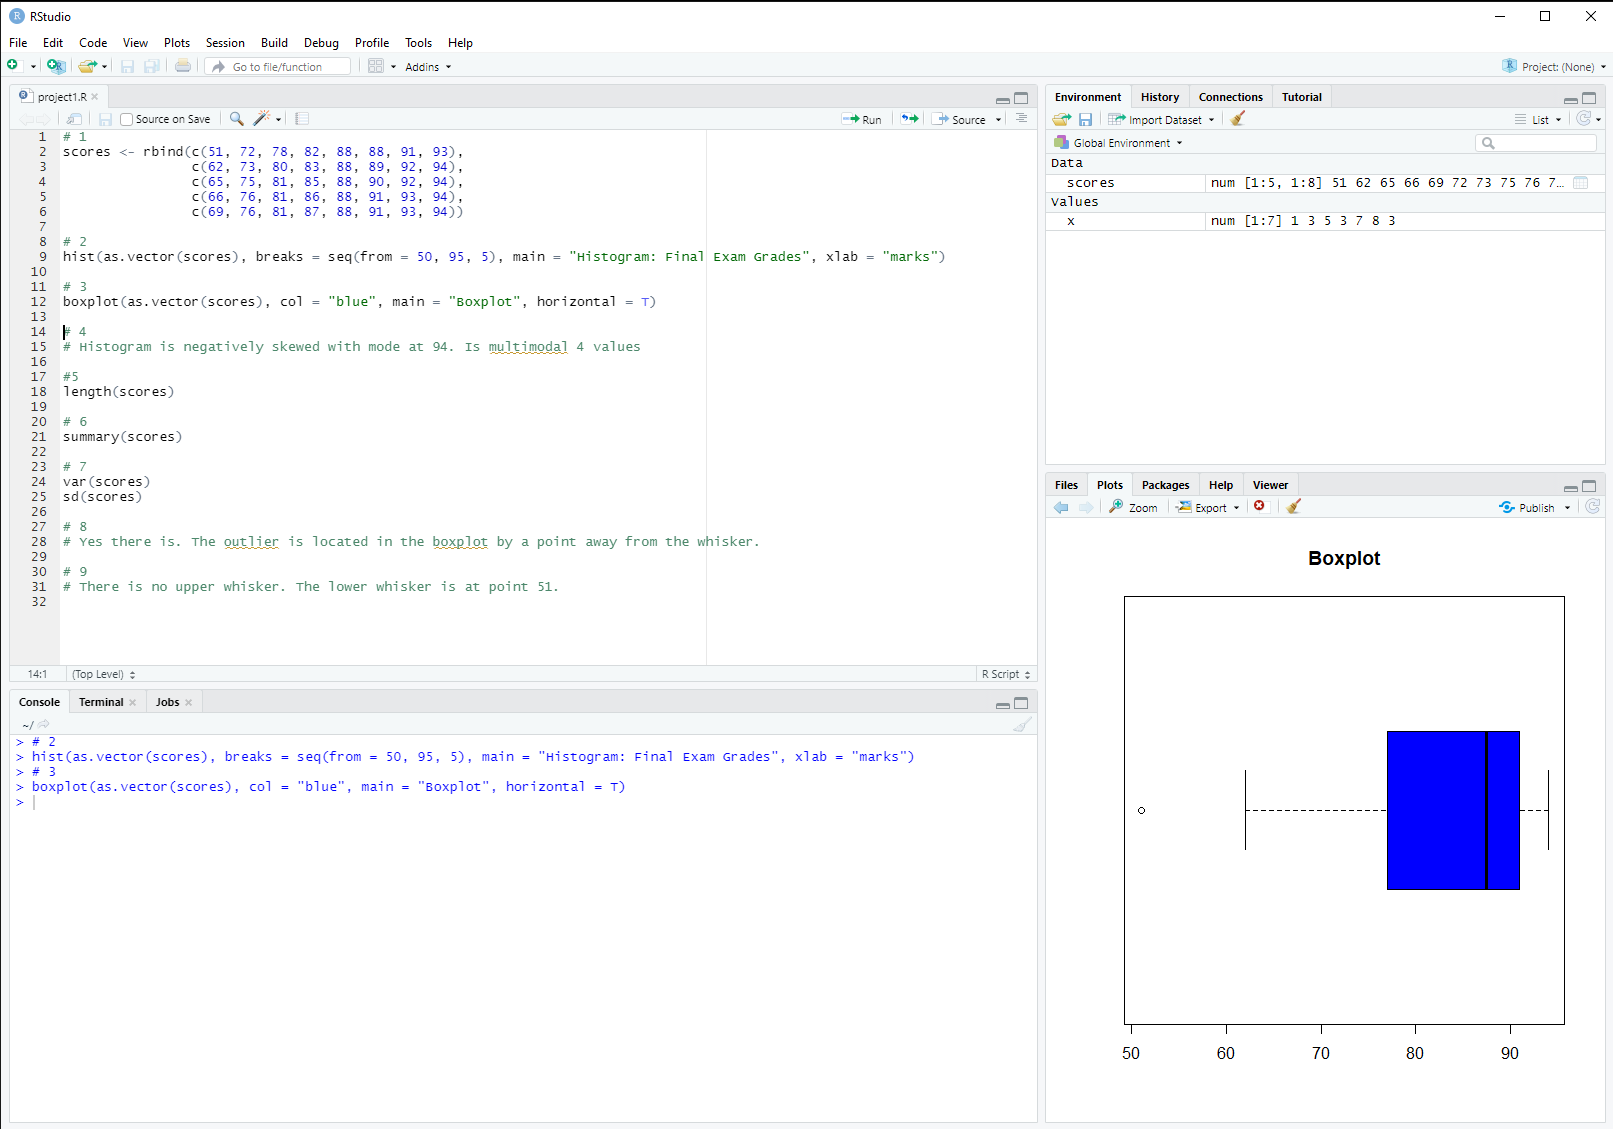 RStudio
File Edit Code View Plots Session Build Debug Profile Tools Help
Go to file/function Addins Project: (None)
project1.R
Source on Save Run Source
1 # 1
2 scores <- rbind(c(51, 72, 78, 82, 88, 88, 91, 93),
3 c(62, 73, 80, 83, 88, 89, 92, 94),
4 c(65, 75, 81, 85, 88, 90, 92, 94),
5 c(66, 76, 81, 86, 88, 91, 93, 94),
6 c(69, 76, 81, 87, 88, 91, 93, 94))
7
8 # 2
9 hist(as.vector(scores), breaks = seq(from = 50, 95, 5), main = "Histogram: Final Exam Grades", xlab = "marks")
10
11 # 3
12 boxplot(as.vector(scores), col = "blue", main = "Boxplot", horizontal = T)
13
14 # 4
15 # Histogram is negatively skewed with mode at 94. Is multimodal 4 values
16
17 #5
18 length(scores)
19
20 # 6
21 summary(scores)
22
23 # 7
24 var(scores)
25 sd(scores)
26
27 # 8
28 # Yes there is. The outlier is located in the boxplot by a point away from the whisker.
29
30 # 9
31 # There is no upper whisker. The lower whisker is at point 51.
32
14:1 (Top Level) R Script
Console Terminal Jobs
~/
> # 2
> hist(as.vector(scores), breaks = seq(from = 50, 95, 5), main = "Histogram: Final Exam Grades", xlab = "marks")
> # 3
> boxplot(as.vector(scores), col = "blue", main = "Boxplot", horizontal = T)
>
Environment History Connections Tutorial
Import Dataset List
Global Environment
Data
scores num [1:5, 1:8] 51 62 65 66 69 72 73 75 76 7...
Values
x num [1:7] 1 3 5 3 7 8 3
Files Plots Packages Help Viewer
Zoom Export Publish
Boxplot
50 60 70 80 90